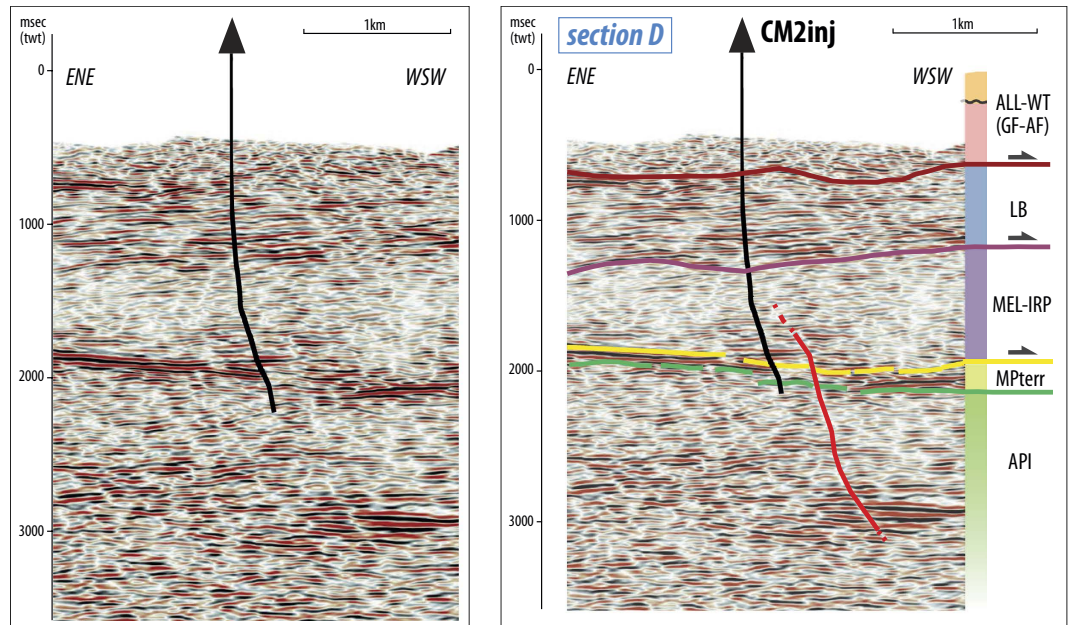 msec
(twt)
1km
0
ENE
WSW
1000
2000
3000
msec
(twt)
section D
CM2inj
1km
0
ENE
WSW
ALL-WT
(GF-AF)
1000
LB
MEL-IRP
2000
MPterr
API
3000